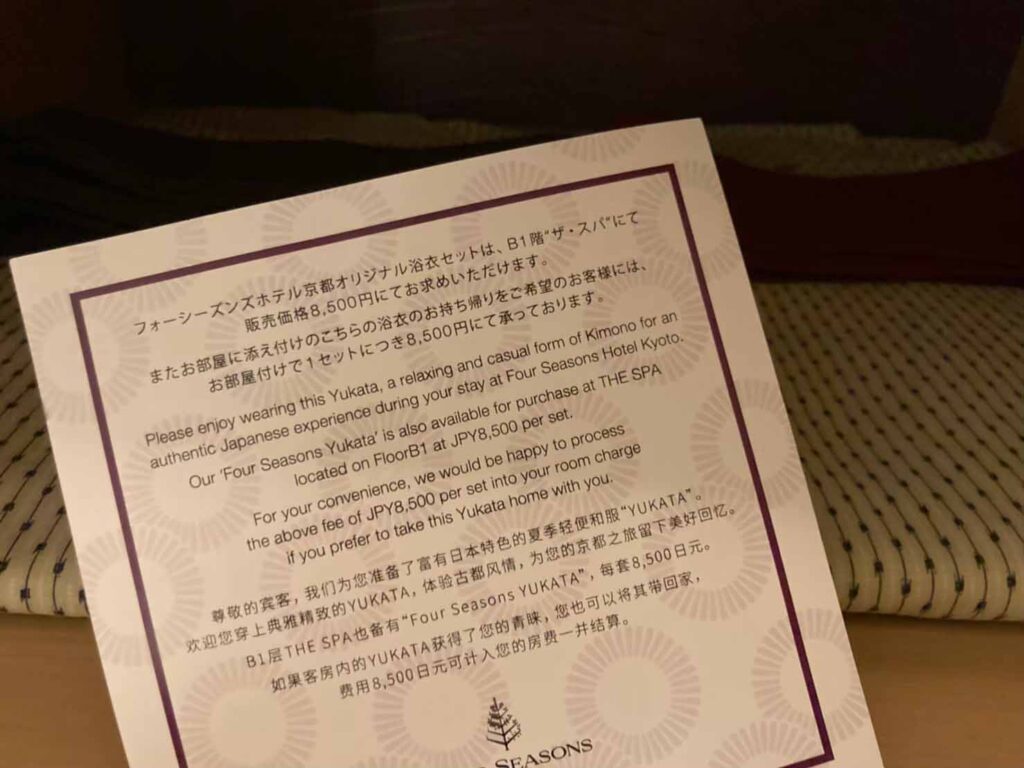 フォーシーズンズホテル京都オリジナル浴衣セットは、B1階“ザ・スパ”にて
販売価格8,500円にてお求めいただけます。
またお部屋に添え付けのこちらの浴衣のお持ち帰りをご希望のお客様には、
お部屋付けで1セットにつき8,500円にて承っております。
Please enjoy wearing this Yukata, a relaxing and casual form of Kimono for an
authentic Japanese experience during your stay at Four Seasons Hotel Kyoto.
Our ‘Four Seasons Yukata’ is also available for purchase at THE SPA
located on FloorB1 at JPY8,500 per set.
For your convenience, we would be happy to process
the above fee of JPY8,500 per set into your room charge
if you prefer to take this Yukata home with you.
尊敬的宾客，我们为您准备了富有日本特色的夏季轻便和服“YUKATA”。
欢迎您穿上典雅精致的YUKATA，体验古都风情，为您的京都之旅留下美好回忆。
B1层THE SPA也备有“Four Seasons YUKATA”，每套8,500日元。
如果客房内的YUKATA获得了您的青睐，您也可以将其带回家，
费用8,500日元可计入您的房费一并结算。
SEASONS